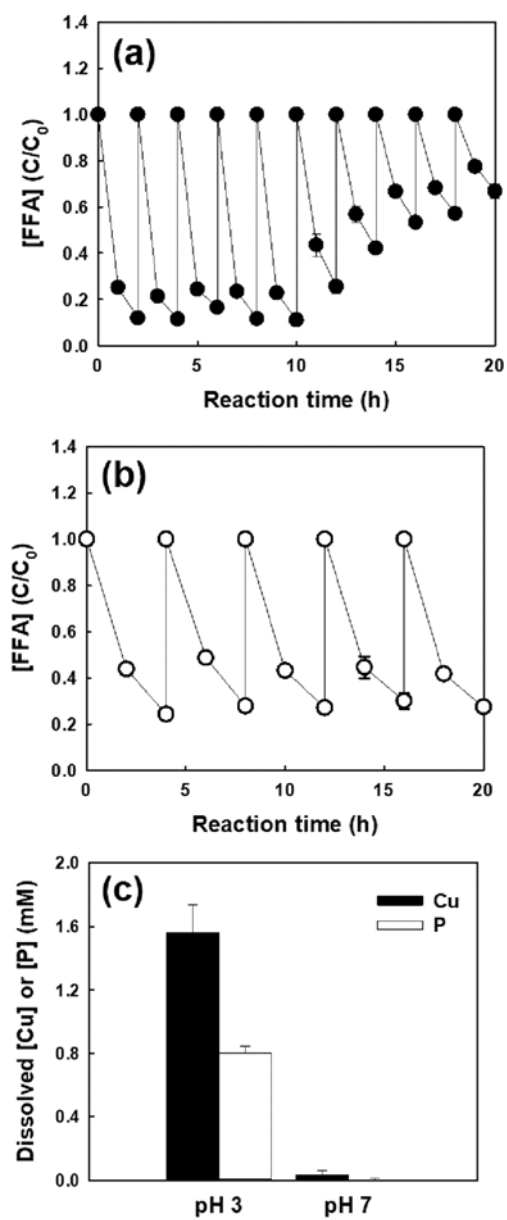 (a)
[FFA] (C/C₀)
1.4
1.2
1.0
0.8
0.6
0.4
0.2
0.0
0 5 10 15 20
Reaction time (h)
(b)
[FFA] (C/C₀)
1.4
1.2
1.0
0.8
0.6
0.4
0.2
0.0
0 5 10 15 20
Reaction time (h)
(c)
Dissolved [Cu] or [P] (mM)
2.0
1.6
1.2
0.8
0.4
0.0
Cu
P
pH 3 pH 7